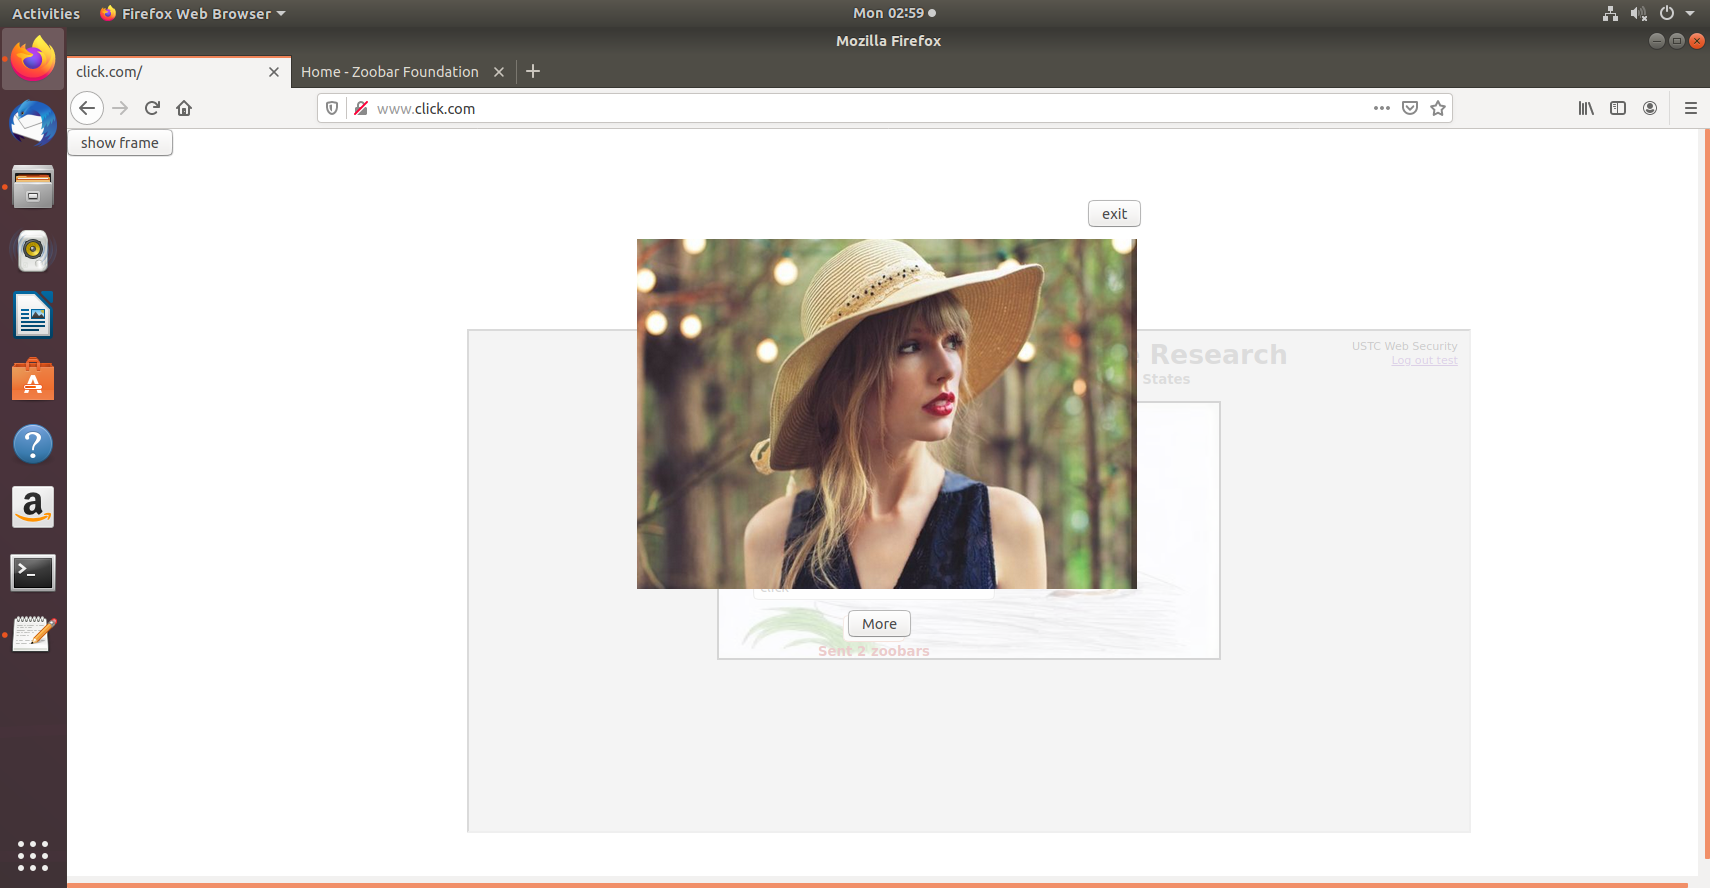 Activities
Firefox Web Browser
Mon 02:59
Mozilla Firefox
click.com/
Home - Zoobar Foundation
www.click.com
show frame
exit
Research
USTC Web Security
Log out test
States
click
More
Sent 2 zoobars